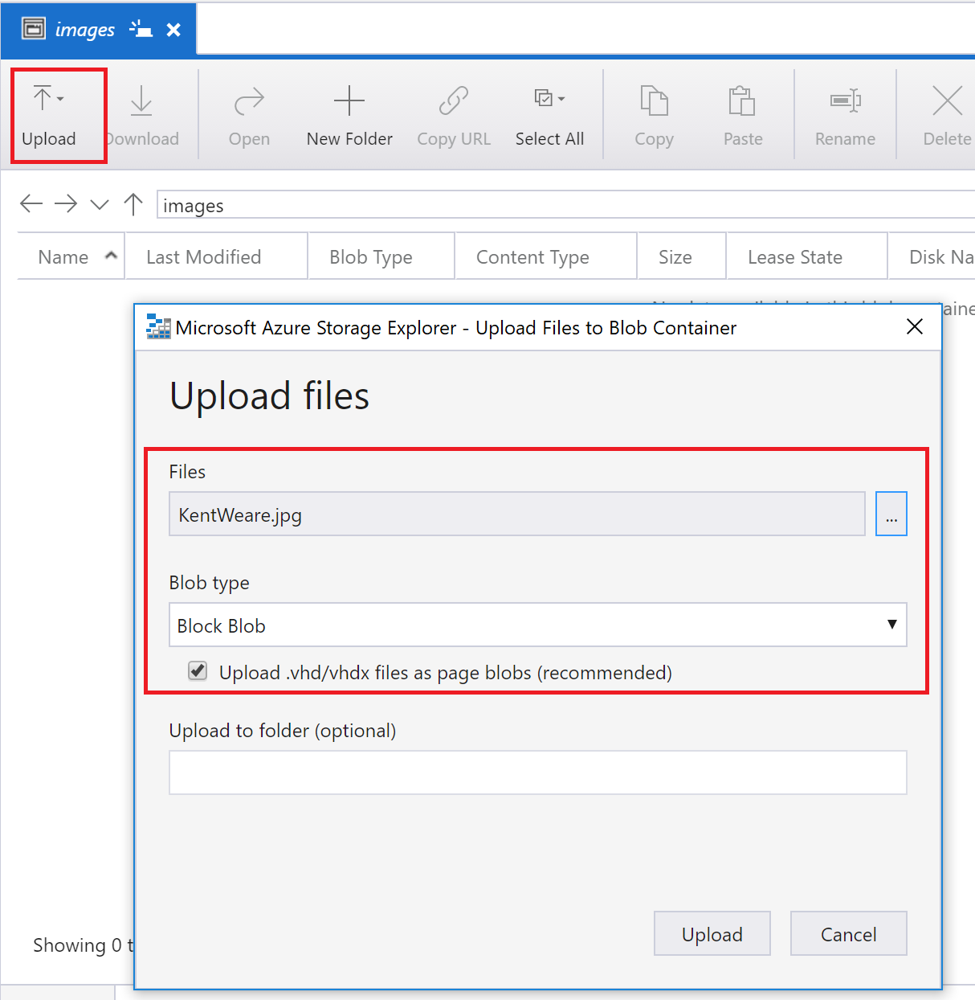 images
Upload Download Open New Folder Copy URL Select All Copy Paste Rename Delete
images
Name Last Modified Blob Type Content Type Size Lease State Disk Na
Microsoft Azure Storage Explorer - Upload Files to Blob Container
Upload files
Files
KentWeare.jpg
...
Blob type
Block Blob
Upload .vhd/vhdx files as page blobs (recommended)
Upload to folder (optional)
Upload Cancel
Showing 0 t